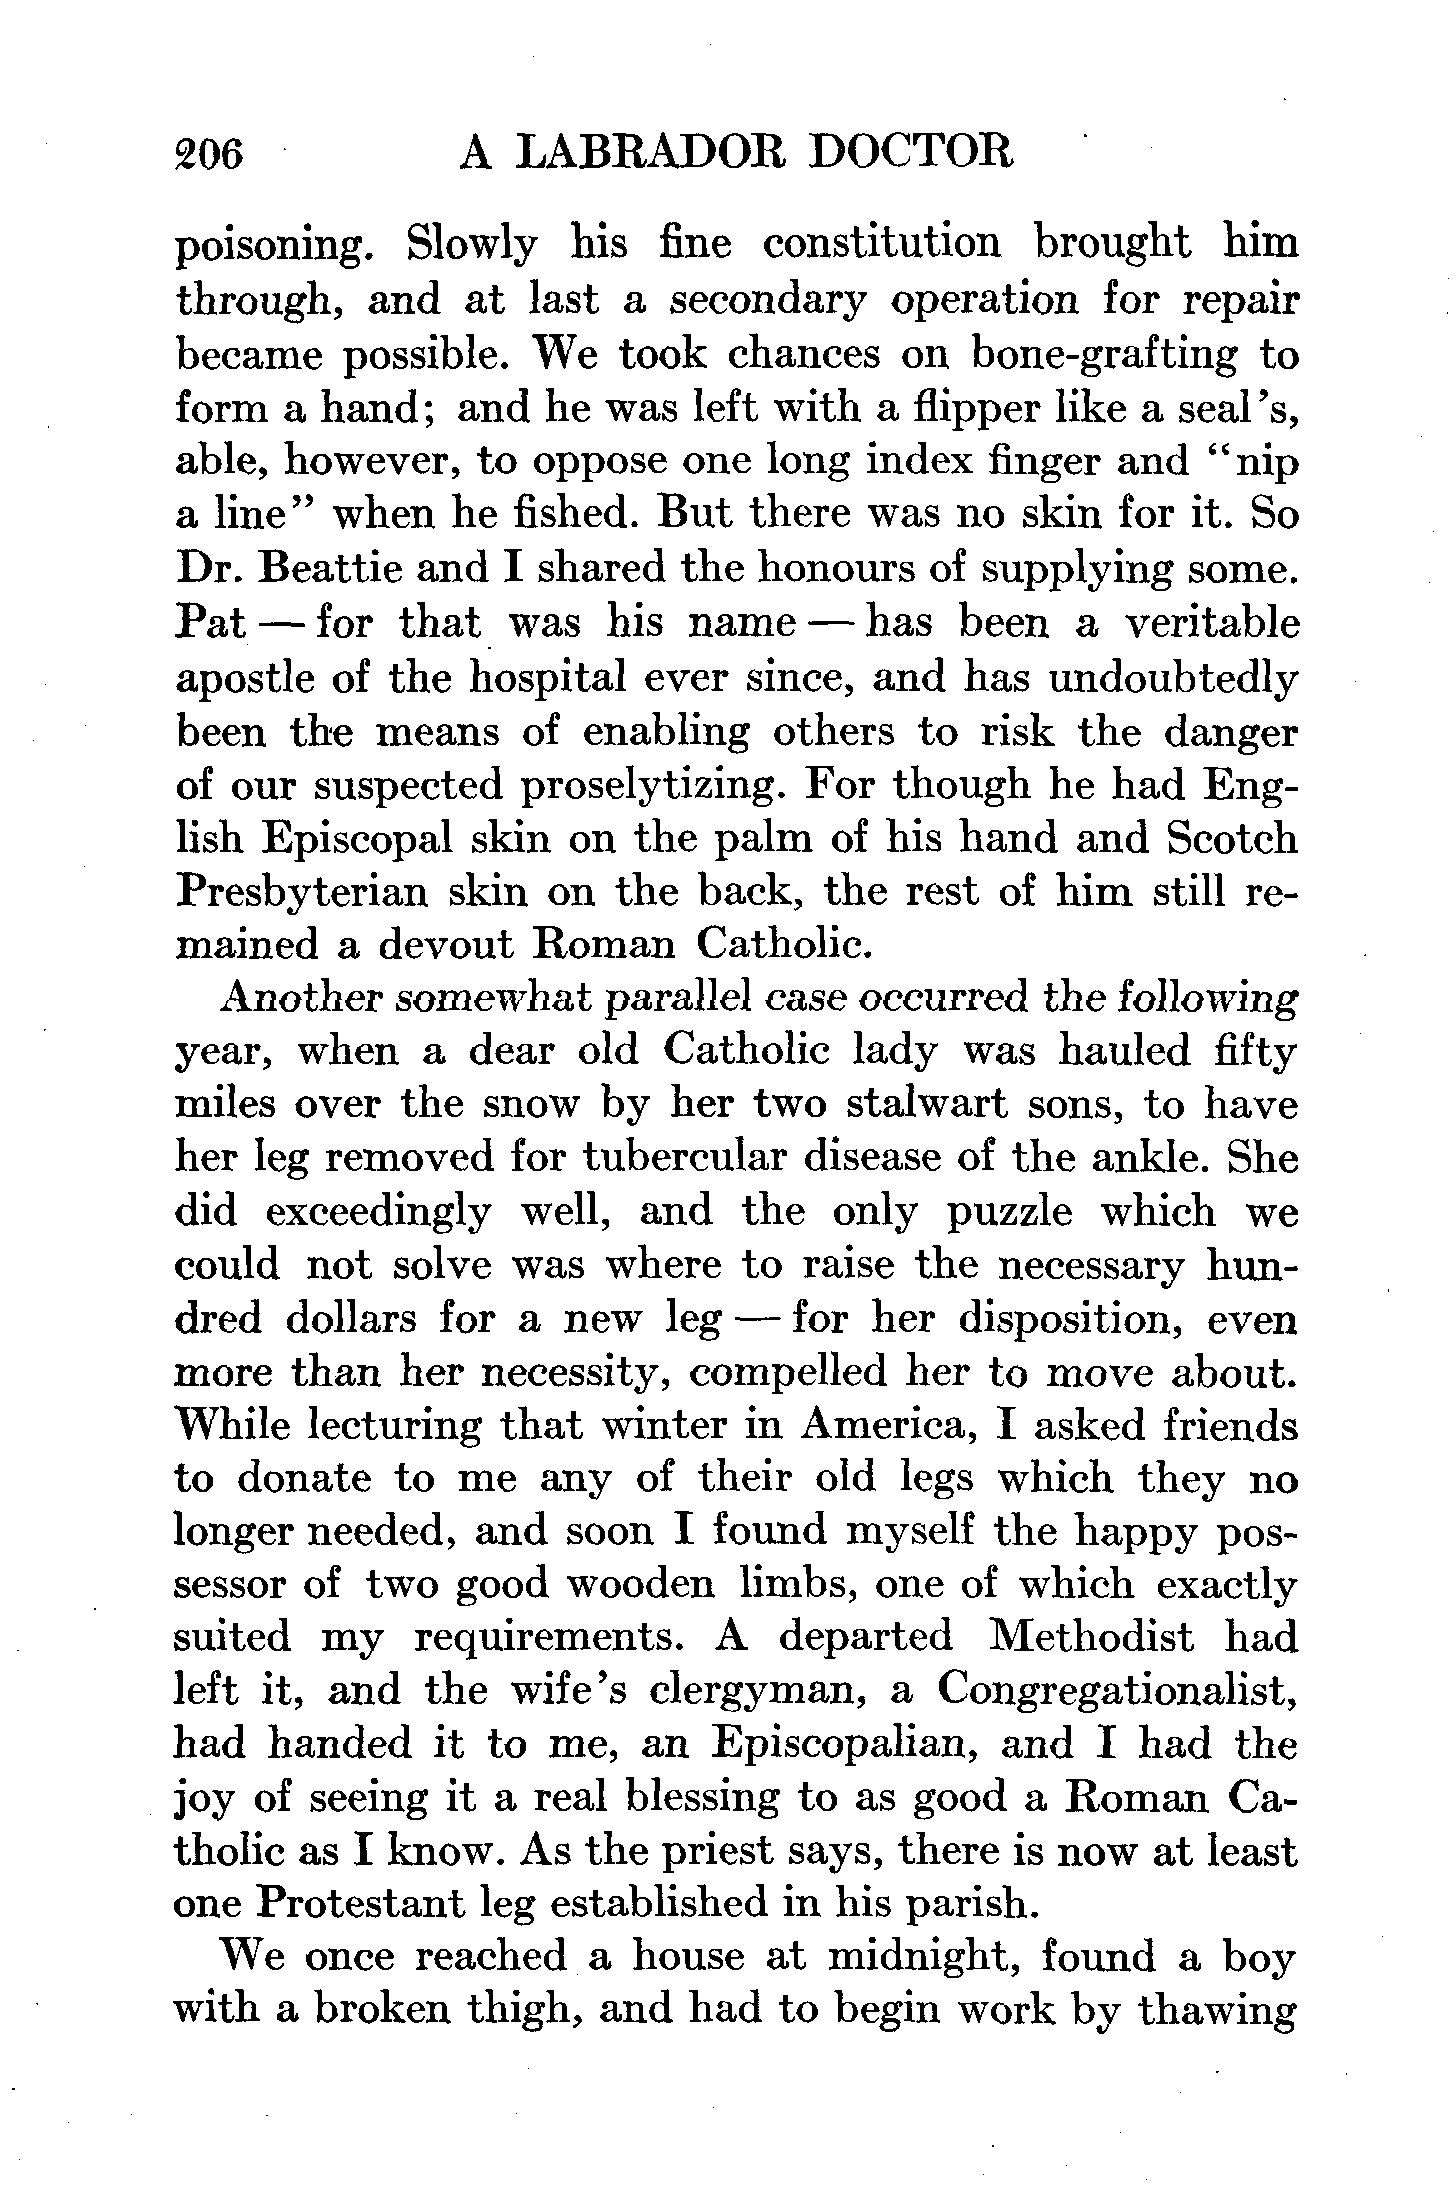 206 A LABRADOR DOCTOR
poisoning. Slowly his fine constitution brought him
through, and at last a secondary operation for repair
became possible. We took chances on bone-grafting to
form a hand; and he was left with a flipper like a seal's,
able, however, to oppose one long index finger and “nip
a line” when he fished. But there was no skin for it. So
Dr. Beattie and I shared the honours of supplying some.
Pat — for that was his name — has been a veritable
apostle of the hospital ever since, and has undoubtedly
been the means of enabling others to risk the danger
of our suspected proselytizing. For though he had Eng-
lish Episcopal skin on the palm of his hand and Scotch
Presbyterian skin on the back, the rest of him still re-
mained a devout Roman Catholic.
Another somewhat parallel case occurred the following
year, when a dear old Catholic lady was hauled fifty
miles over the snow by her two stalwart sons, to have
her leg removed for tubercular disease of the ankle. She
did exceedingly well, and the only puzzle which we
could not solve was where to raise the necessary hun-
dred dollars for a new leg — for her disposition, even
more than her necessity, compelled her to move about.
While lecturing that winter in America, I asked friends
to donate to me any of their old legs which they no
longer needed, and soon I found myself the happy pos-
sessor of two good wooden limbs, one of which exactly
suited my requirements. A departed Methodist had
left it, and the wife's clergyman, a Congregationalist,
had handed it to me, an Episcopalian, and I had the
joy of seeing it a real blessing to as good a Roman Ca-
tholic as I know. As the priest says, there is now at least
one Protestant leg established in his parish.
We once reached a house at midnight, found a boy
with a broken thigh, and had to begin work by thawing